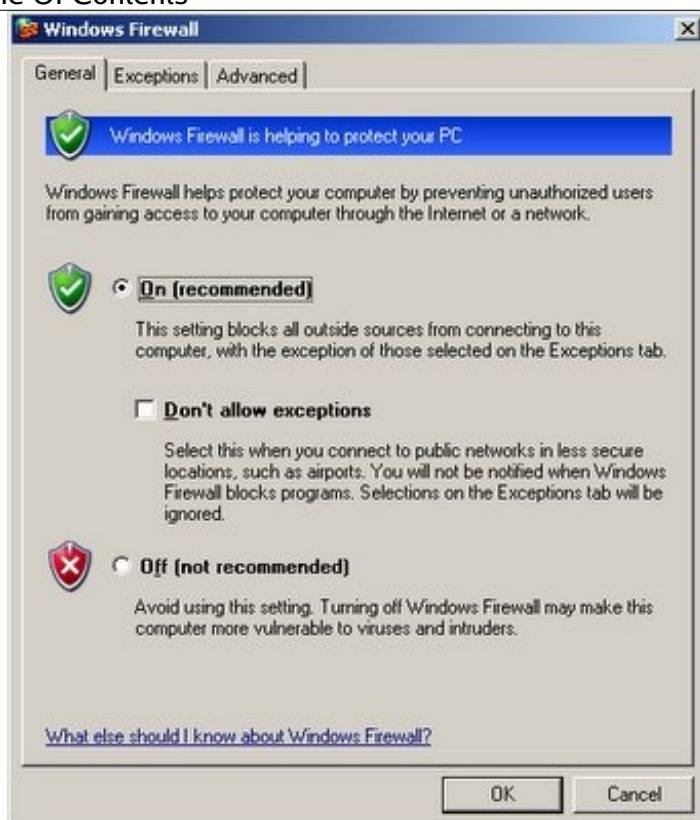 Of Contents
Windows Firewall
General Exceptions Advanced
Windows Firewall is helping to protect your PC
Windows Firewall helps protect your computer by preventing unauthorized users
from gaining access to your computer through the Internet or a network.
On (recommended)
This setting blocks all outside sources from connecting to this
computer, with the exception of those selected on the Exceptions tab.
Don't allow exceptions
Select this when you connect to public networks in less secure
locations, such as airports. You will not be notified when Windows
Firewall blocks programs. Selections on the Exceptions tab will be
ignored.
Off (not recommended)
Avoid using this setting. Turning off Windows Firewall may make this
computer more vulnerable to viruses and intruders.
What else should I know about Windows Firewall?
OK Cancel